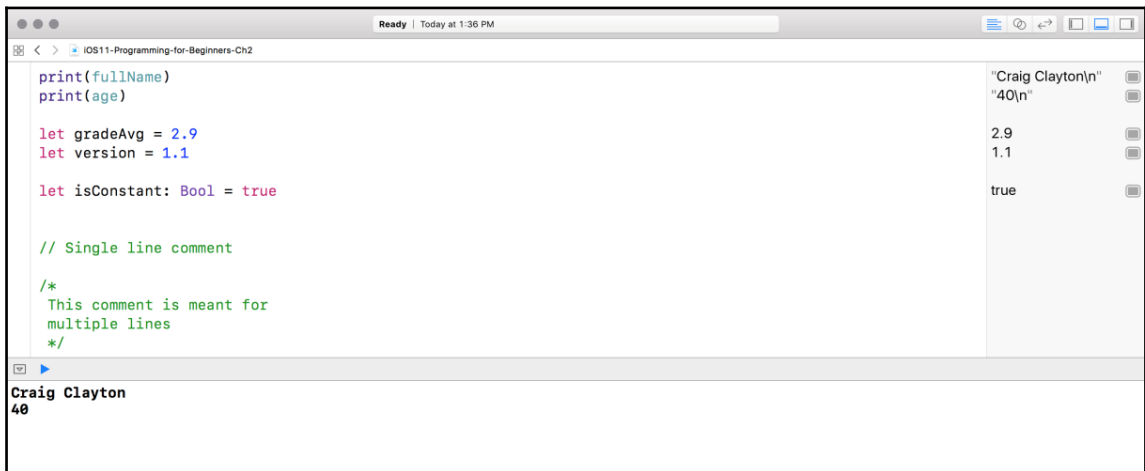 Ready | Today at 1:36 PM
iOS11-Programming-for-Beginners-Ch2
print(fullName)
"Craig Clayton\n"
print(age)
"40\n"
let gradeAvg = 2.9
2.9
let version = 1.1
1.1
let isConstant: Bool = true
true
// Single line comment
/*
This comment is meant for
multiple lines
*/
Craig Clayton
40